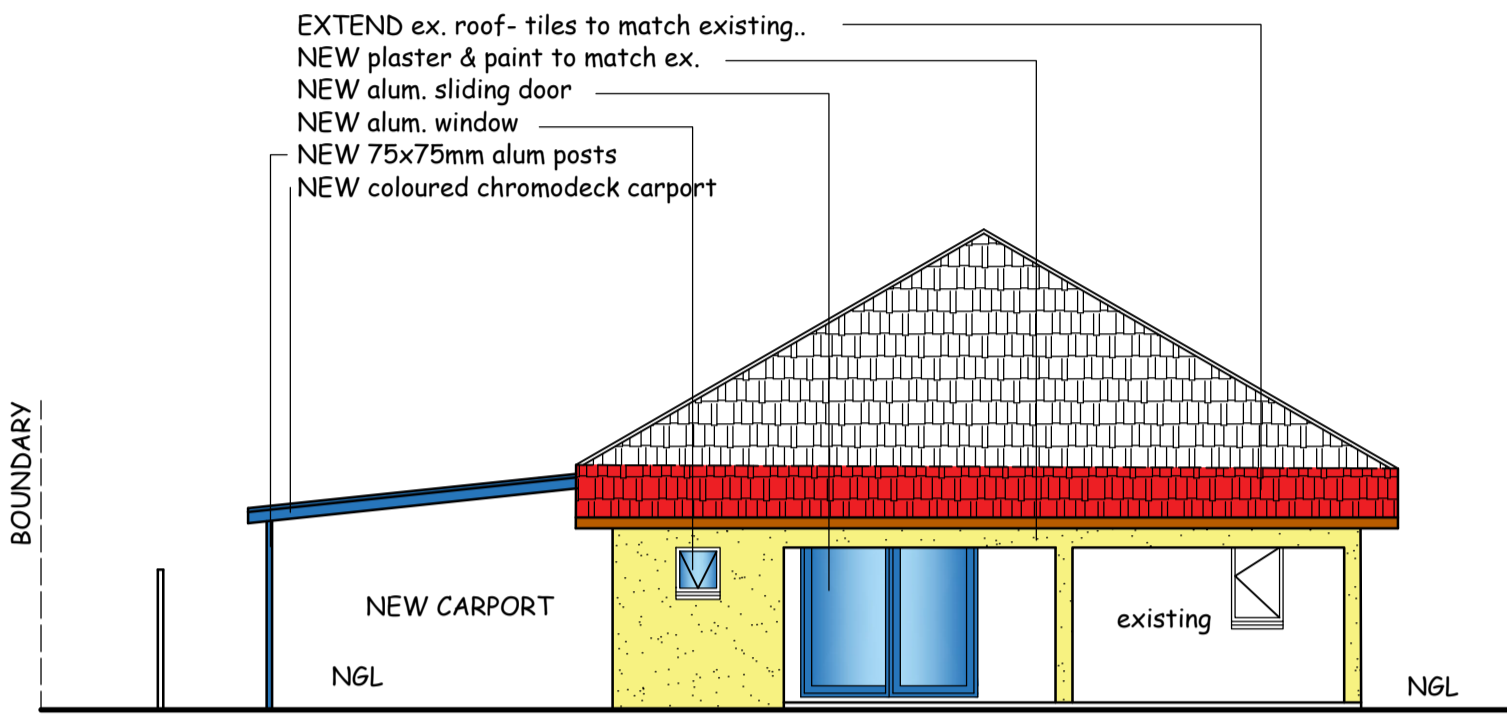 EXTEND ex. roof- tiles to match existing..
NEW plaster & paint to match ex.
NEW alum. sliding door
NEW alum. window
NEW 75x75mm alum posts
NEW coloured chromodeck carport
BOUNDARY
NEW CARPORT
existing
NGL
NGL